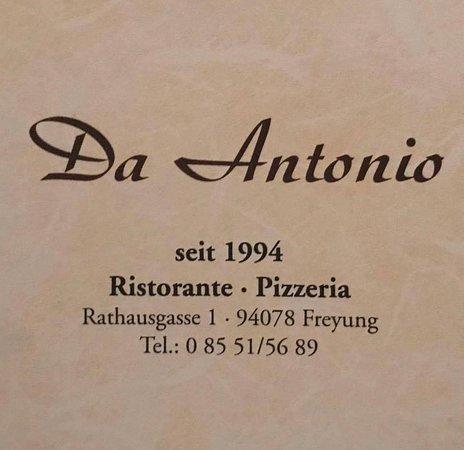 Da Antonio
seit 1994
Ristorante · Pizzeria
Rathausgasse 1 · 94078 Freyung
Tel.: 0 85 51/56 89